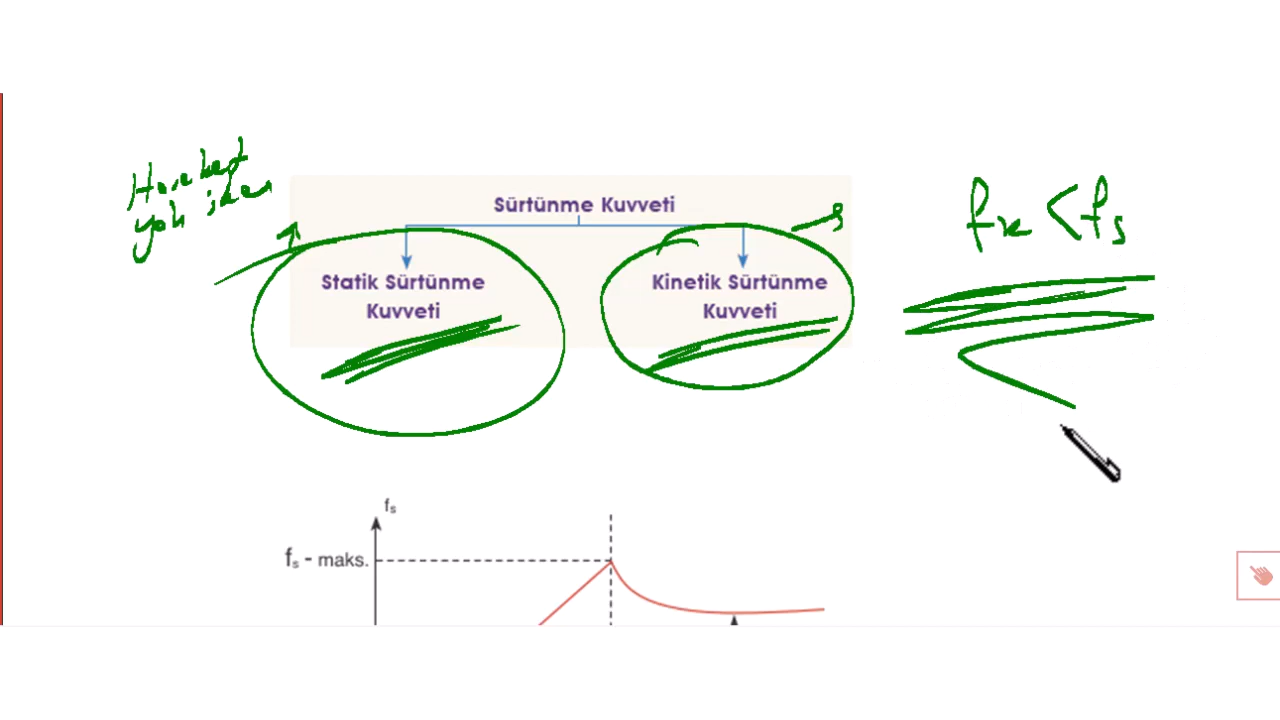 Hareket
yok iken
Sürtünme Kuvveti
Statik Sürtünme
Kuvveti
Kinetik Sürtünme
Kuvveti
fk < fs
fs
fs - maks.